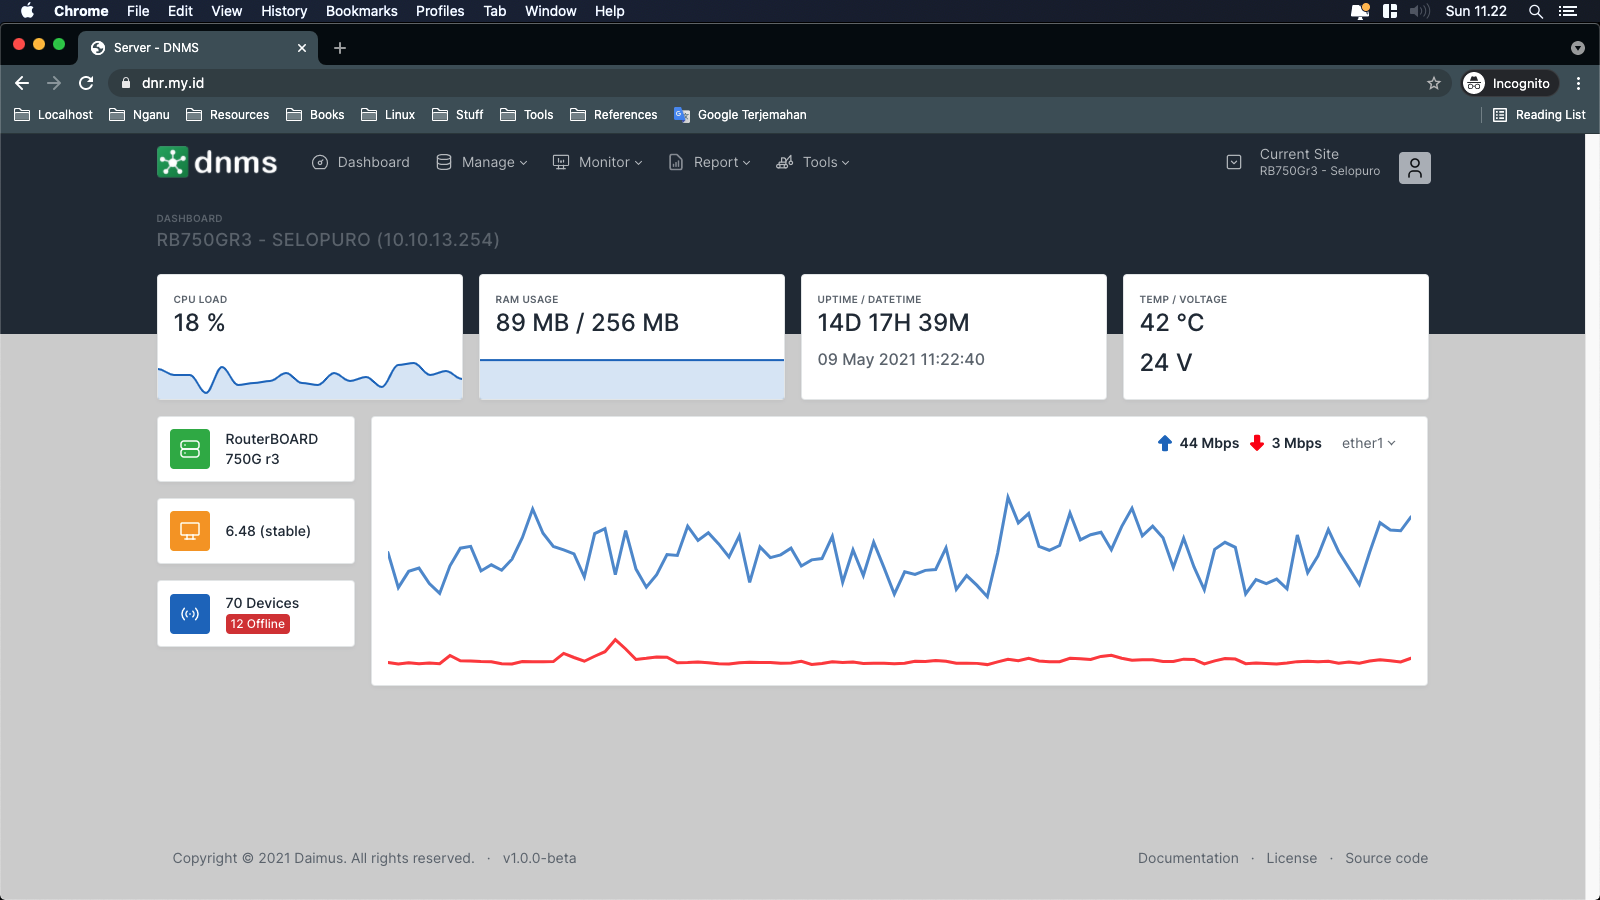 Chrome File Edit View History Bookmarks Profiles Tab Window Help Sun 11.22
Server - DNMS
dnr.my.id Incognito
Localhost Nganu Resources Books Linux Stuff Tools References Google Terjemahan Reading List
dnms Dashboard Manage Monitor Report Tools
Current Site
RB750Gr3 - Selopuro
DASHBOARD
RB750GR3 - SELOPURO (10.10.13.254)
CPU LOAD
18 %
RAM USAGE
89 MB / 256 MB
UPTIME / DATETIME
14D 17H 39M
09 May 2021 11:22:40
TEMP / VOLTAGE
42 °C
24 V
RouterBOARD
750G r3
6.48 (stable)
70 Devices
12 Offline
44 Mbps 3 Mbps ether1
Copyright © 2021 Daimus. All rights reserved. · v1.0.0-beta
Documentation · License · Source code